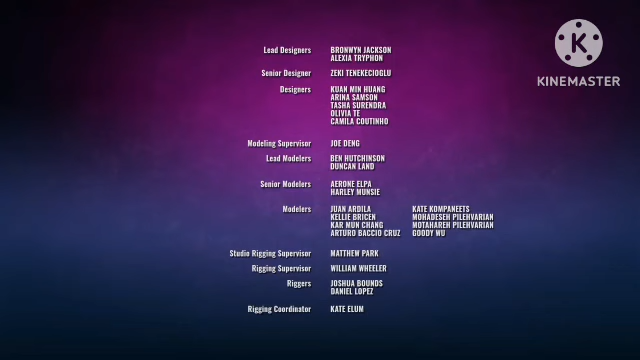 Lead Designers BRONWYN JACKSON
ALEXIA TRYPHON
Senior Designer ZEKI TENEKECIOGLU
Designers KUAN MIN HUANG
ARINA SAMSON
TASHA SURENDRA
OLIVIA TE
CAMILA COUTINHO
Modeling Supervisor JOE DENG
Lead Modelers BEN HUTCHINSON
DUNCAN LAND
Senior Modelers AERONE ELPA
HARLEY MUNSIE
Modelers JUAN ARDILA KATE KOMPANEETS
KELLIE BRICEN MOHADESEH PILEHVARIAN
KAR MUN CHANG MOTAHAREH PILEHVARIAN
ARTURO BACCIO CRUZ GOODY WU
Studio Rigging Supervisor MATTHEW PARK
Rigging Supervisor WILLIAM WHEELER
Riggers JOSHUA BOUNDS
DANIEL LOPEZ
Rigging Coordinator KATE ELUM
K
KINEMASTER